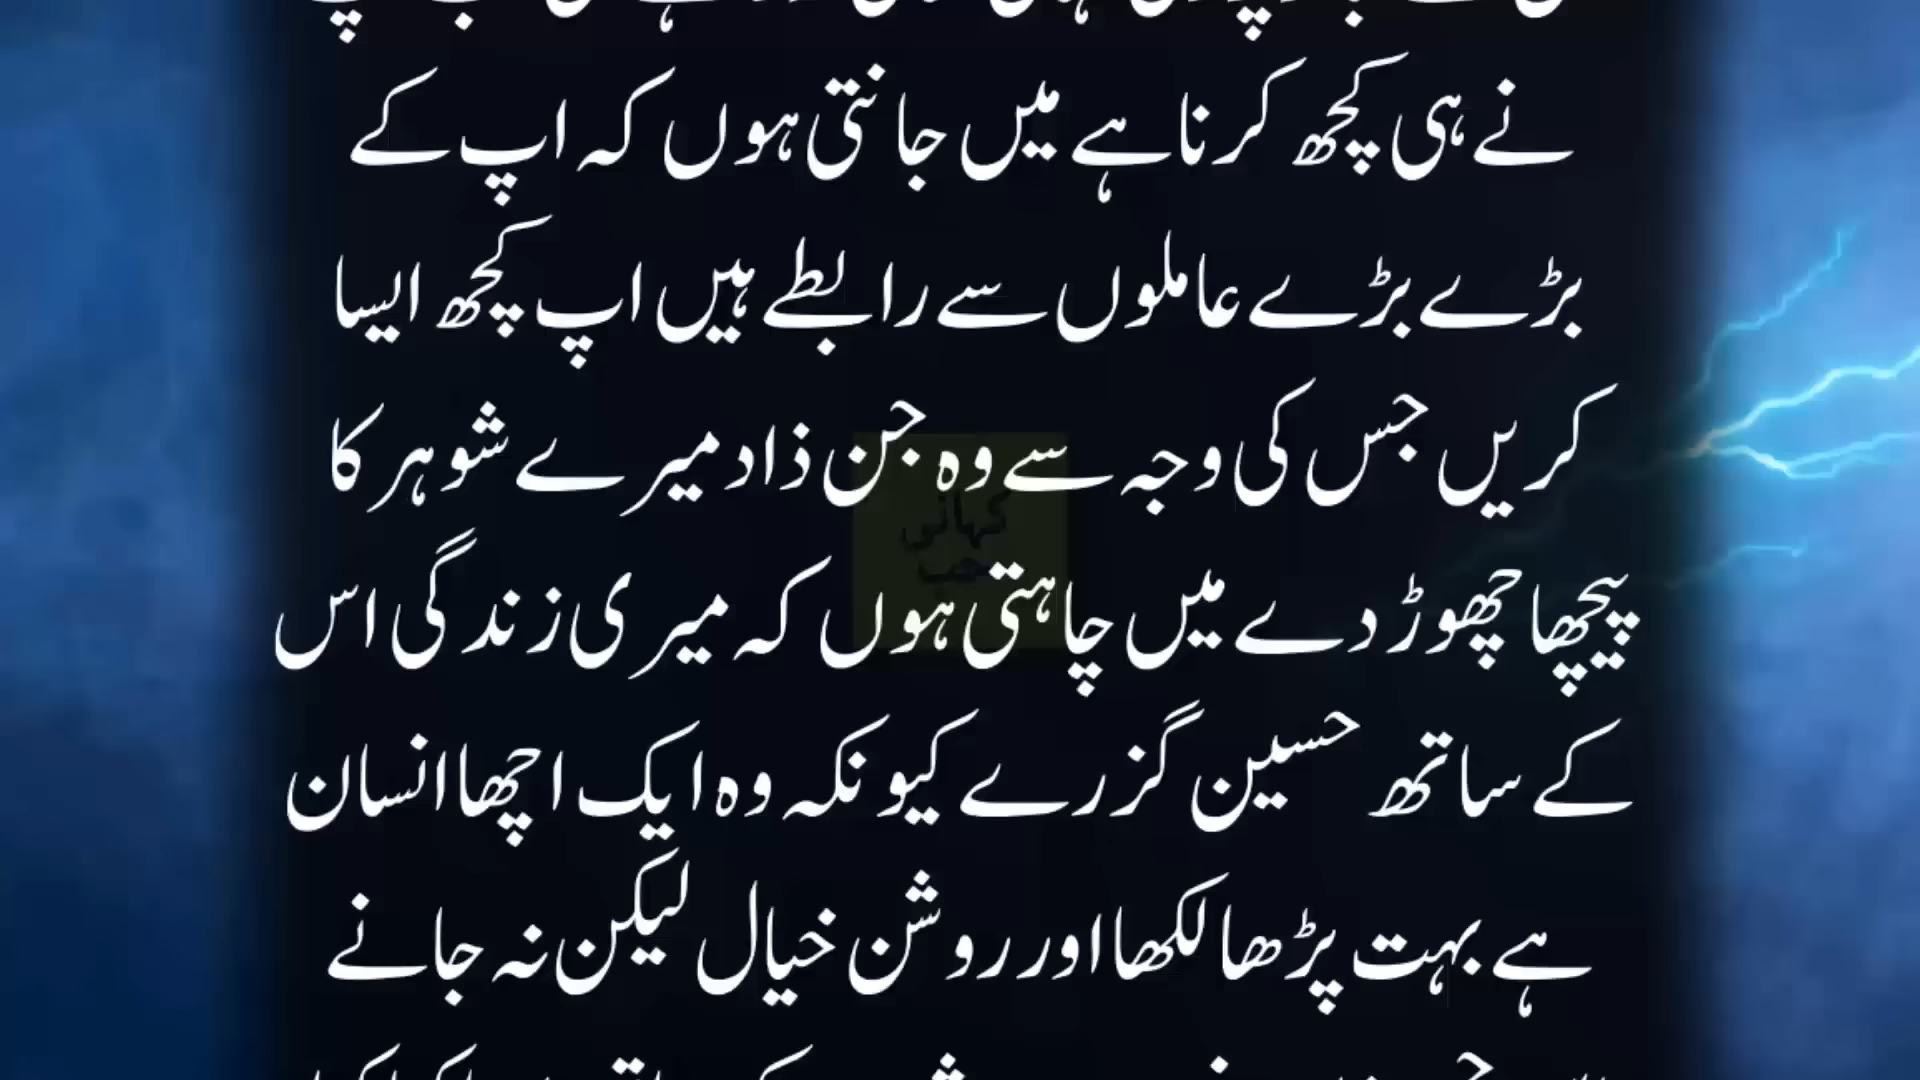 نے ہی کچھ کرنا ہے میں جانتی ہوں کہ اپ کے
بڑے بڑے عاملوں سے رابطے ہیں اپ کچھ ایسا
کریں جس کی وجہ سے وہ جن ذاد میرے شوہر کا
پیچھا چھوڑ دے میں چاہتی ہوں کہ میری زندگی اس
کے ساتھ حسین گزرے کیونکہ وہ ایک اچھا انسان
ہے بہت پڑھا لکھا اور روشن خیال لیکن نہ جانے
کہانی